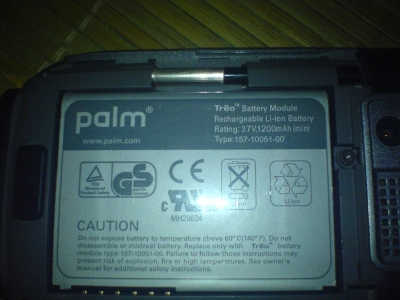 palm®
www.palm.com
Treo™ Battery Module
Rechargeable Li-ion Battery
Rating: 3.7V,1200mAh (min)
Type: 157-10051-00
GS
CE
c UL us
MH29834
Li-ion
CAUTION
Do not expose battery to temperature above 60°C(140°F). Do not
disassemble or mistreat battery. Replace only with Treo™ battery
module type 157-10051-00. Failure to follow those instructions may
present risk of explosion, fire or high temperatures. See owner's
manual for additional safety instructions.